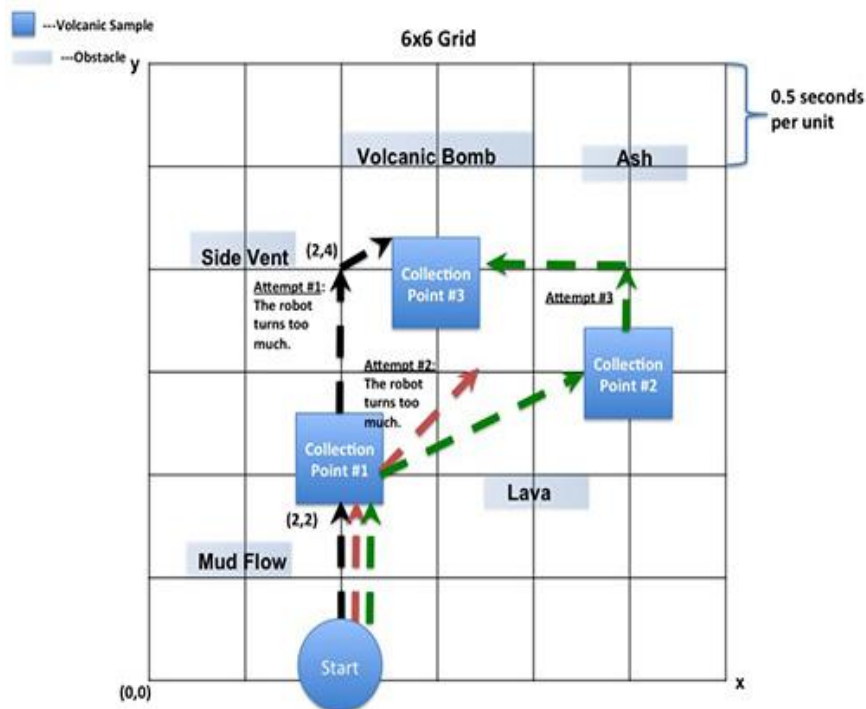 ---Volcanic Sample
6x6 Grid
---Obstacle
y
0.5 seconds
per unit
Volcanic Bomb
Ash
Side Vent
(2,4)
Collection
Point #3
Attempt #1:
The robot
turns too
much.
Attempt #3
Attempt #2:
The robot
turns too
much.
Collection
Point #2
Collection
Point #1
Lava
(2,2)
Mud Flow
Start
(0,0)
x